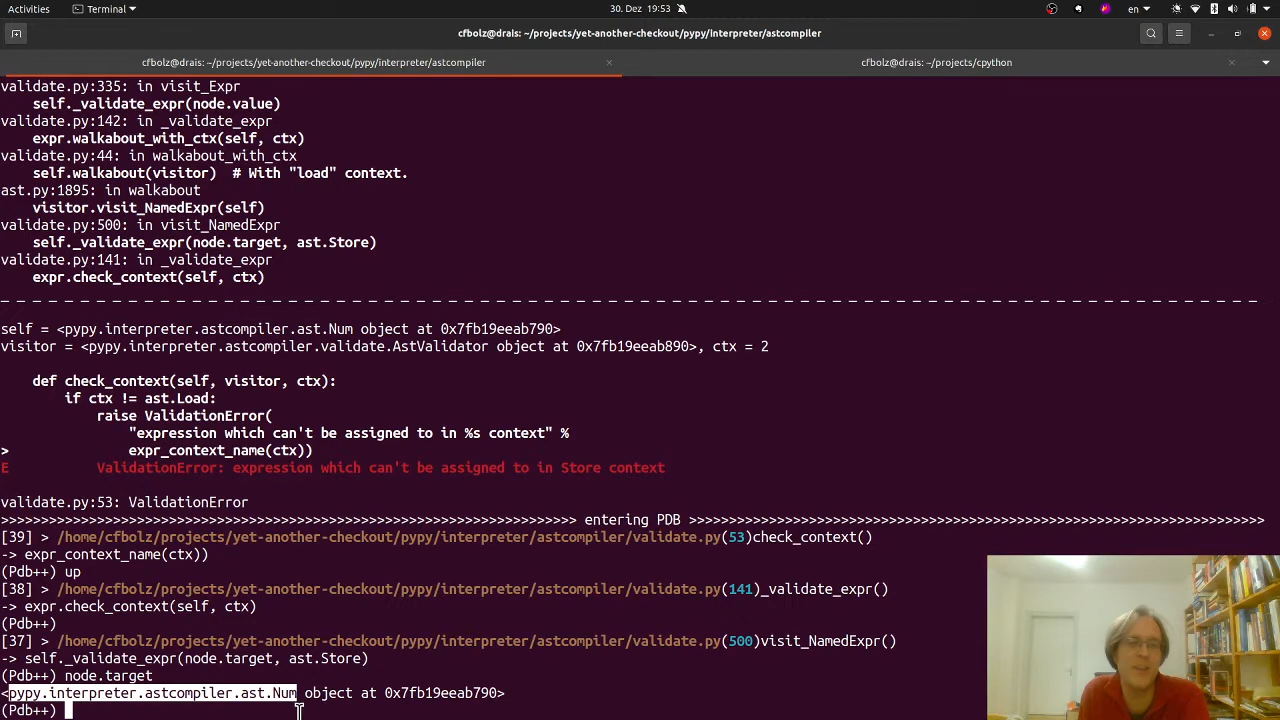 Activities
Terminal
30. Dez 19:53
en
cfbolz@drais: ~/projects/yet-another-checkout/pypy/interpreter/astcompiler
cfbolz@drais: ~/projects/yet-another-checkout/pypy/interpreter/astcompiler
cfbolz@drais: ~/projects/cpython
validate.py:335: in visit_Expr
    self._validate_expr(node.value)
validate.py:142: in _validate_expr
    expr.walkabout_with_ctx(self, ctx)
validate.py:44: in walkabout_with_ctx
    self.walkabout(visitor)  # With "load" context.
ast.py:1895: in walkabout
    visitor.visit_NamedExpr(self)
validate.py:500: in visit_NamedExpr
    self._validate_expr(node.target, ast.Store)
validate.py:141: in _validate_expr
    expr.check_context(self, ctx)
_ _ _ _ _ _ _ _ _ _ _ _ _ _ _ _ _ _ _ _ _ _ _ _ _ _ _ _ _ _ _ _ _ _ _ _ _ _ _ _ _ _ _ _ _ _ _ _ _ _ _ _ _ _ _ _ _ _ _ _ _ _ _ _ _ _ _ _ _ _ _ _ _ _ _ _ _ _ _
self = <pypy.interpreter.astcompiler.ast.Num object at 0x7fb19eeab790>
visitor = <pypy.interpreter.astcompiler.validate.AstValidator object at 0x7fb19eeab890>, ctx = 2
    def check_context(self, visitor, ctx):
        if ctx != ast.Load:
            raise ValidationError(
                "expression which can't be assigned to in %s context" %
>               expr_context_name(ctx))
E           ValidationError: expression which can't be assigned to in Store context
validate.py:53: ValidationError
>>>>>>>>>>>>>>>>>>>>>>>>>>>>>>>>>>>>>>>>>>>>>>>>>>>>>>>>>>>>>>>>>>>>>>>> entering PDB >>>>>>>>>>>>>>>>>>>>>>>>>>>>>>>>>>>>>>>>>>>>>>>>>>>>>>>>>>>>>>>>>>>>>>>>
[39] > /home/cfbolz/projects/yet-another-checkout/pypy/interpreter/astcompiler/validate.py(53)check_context()
-> expr_context_name(ctx))
(Pdb++) up
[38] > /home/cfbolz/projects/yet-another-checkout/pypy/interpreter/astcompiler/validate.py(141)_validate_expr()
-> expr.check_context(self, ctx)
(Pdb++)
[37] > /home/cfbolz/projects/yet-another-checkout/pypy/interpreter/astcompiler/validate.py(500)visit_NamedExpr()
-> self._validate_expr(node.target, ast.Store)
(Pdb++) node.target
<pypy.interpreter.astcompiler.ast.Num object at 0x7fb19eeab790>
(Pdb++)